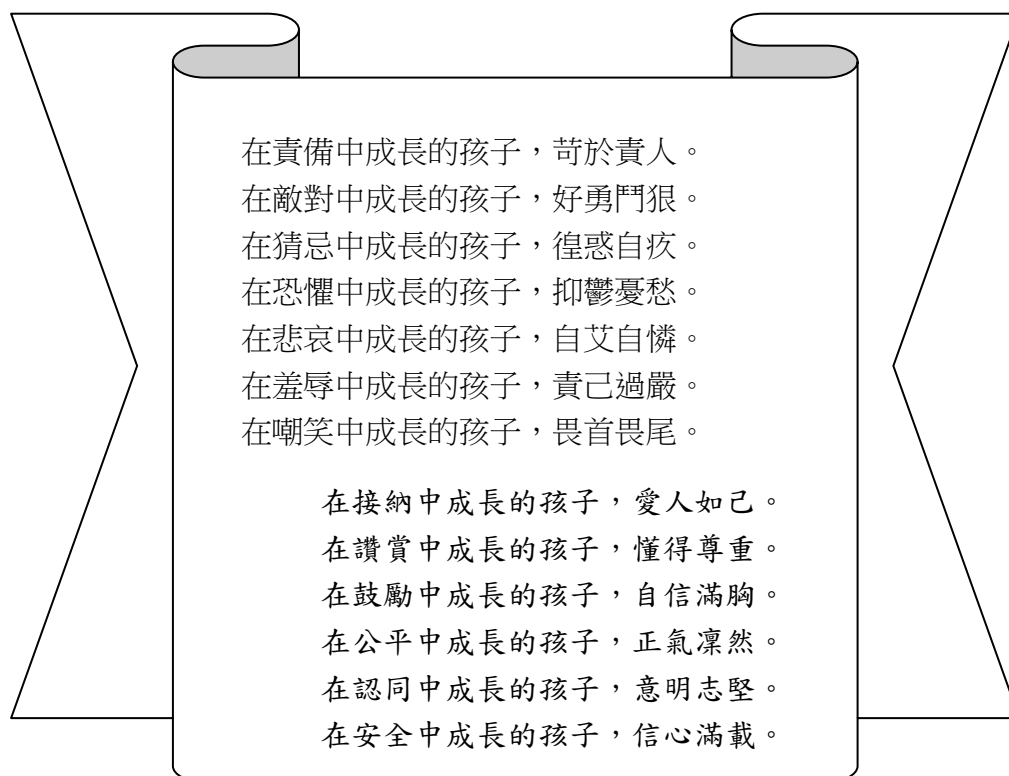 在責備中成長的孩子，苛於責人。
在敵對中成長的孩子，好勇鬥狠。
在猜忌中成長的孩子，徨惑自疚。
在恐懼中成長的孩子，抑鬱憂愁。
在悲哀中成長的孩子，自艾自憐。
在羞辱中成長的孩子，責己過嚴。
在嘲笑中成長的孩子，畏首畏尾。
在接納中成長的孩子，愛人如己。
在讚賞中成長的孩子，懂得尊重。
在鼓勵中成長的孩子，自信滿胸。
在公平中成長的孩子，正氣凜然。
在認同中成長的孩子，意明志堅。
在安全中成長的孩子，信心滿載。